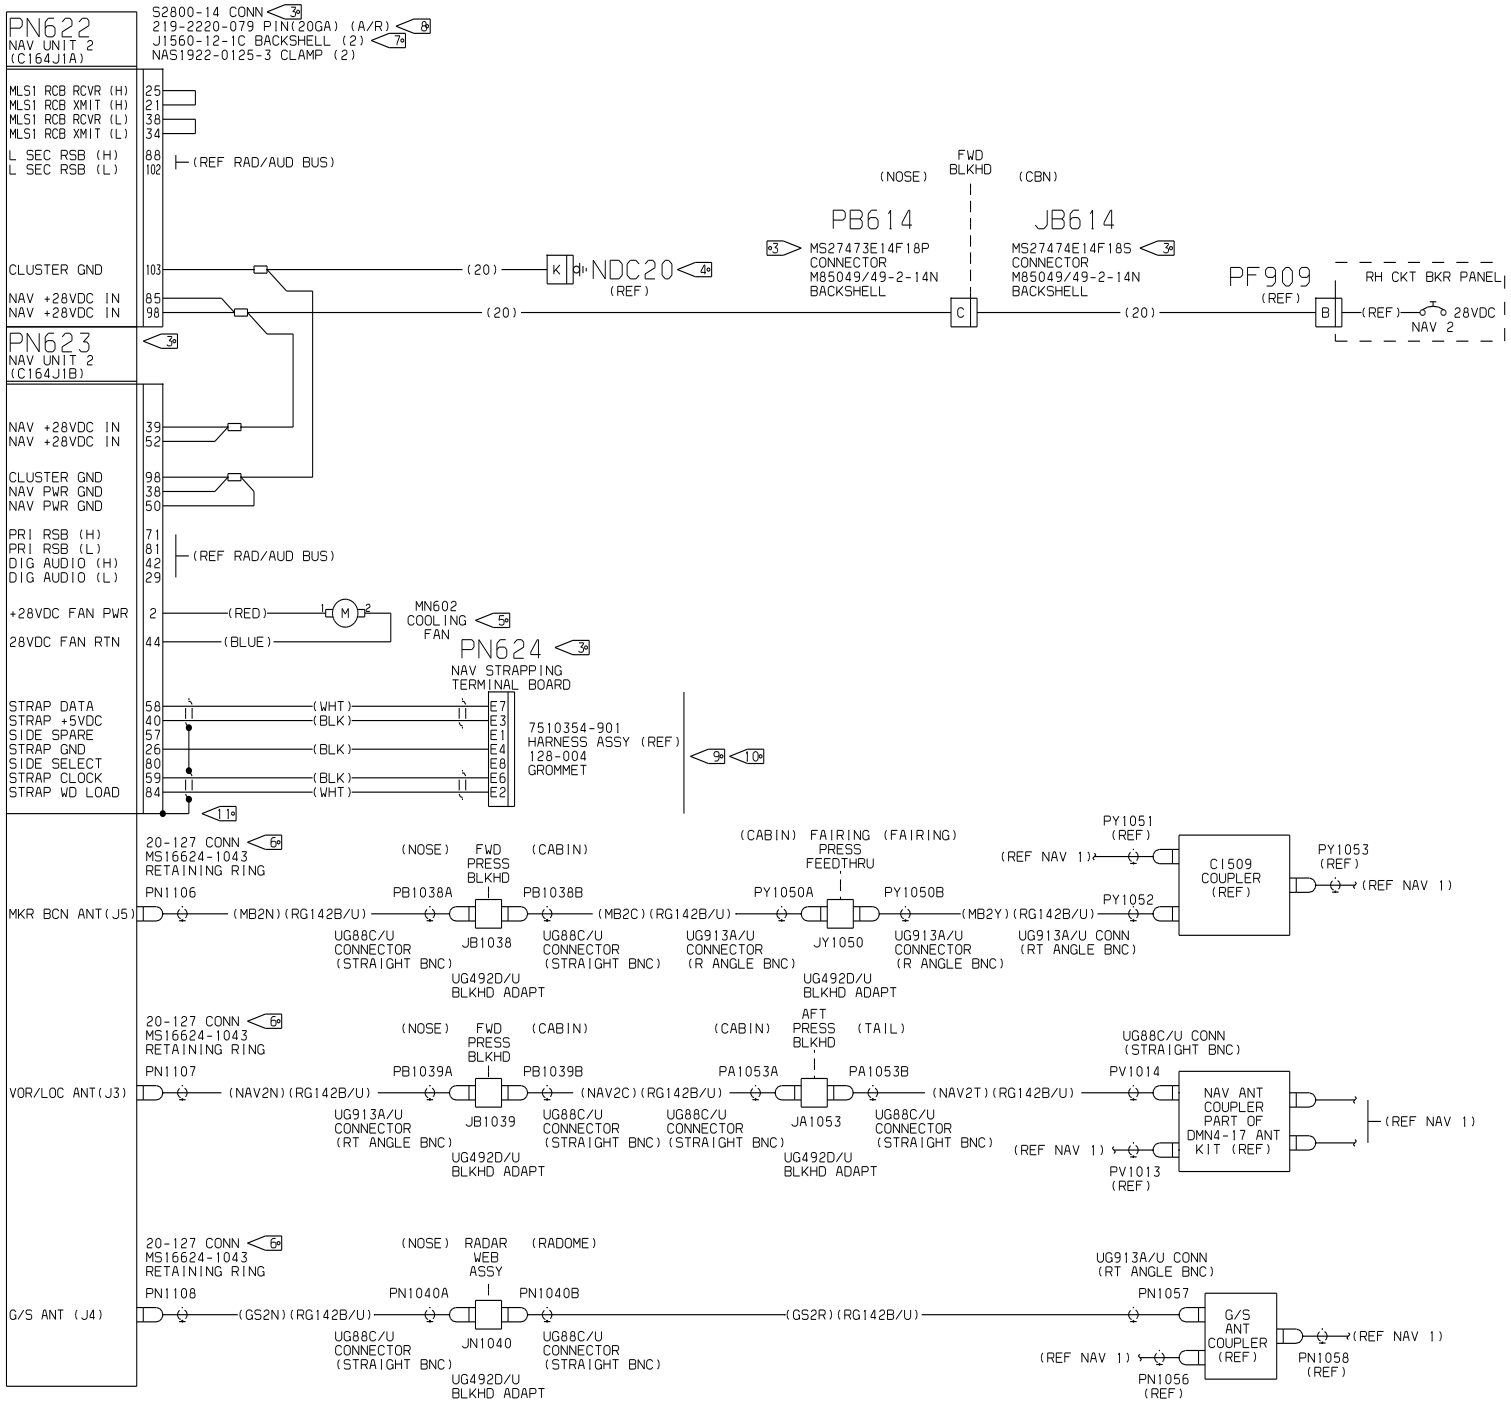 PN622
NAV UNIT 2
(C164J1A)
S2800-14 CONN 3
219-2220-079 PIN(20GA) (A/R) 8
J1560-12-1C BACKSHELL (2) 7
NAS1922-0125-3 CLAMP (2)
MLS1 RCB RCVR (H) 25
MLS1 RCB XMIT (H) 21
MLS1 RCB RCVR (L) 38
MLS1 RCB XMIT (L) 34
L SEC RSB (H) 88
L SEC RSB (L) 102
(REF RAD/AUD BUS)
FWD
BLKHD
(NOSE) (CBN)
PB614
JB614
3 MS27473E14F18P
CONNECTOR
M85049/49-2-14N
BACKSHELL
MS27474E14F18S 3
CONNECTOR
M85049/49-2-14N
BACKSHELL
CLUSTER GND 103 (20) K NDC20 4
(REF)
PF909
(REF)
RH CKT BKR PANEL
NAV +28VDC IN 85
NAV +28VDC IN 98 (20) C (20) B (REF) 28VDC
NAV 2
PN623 3
NAV UNIT 2
(C164J1B)
NAV +28VDC IN 39
NAV +28VDC IN 52
CLUSTER GND 98
NAV PWR GND 38
NAV PWR GND 50
PRI RSB (H) 71
PRI RSB (L) 81
DIG AUDIO (H) 42
DIG AUDIO (L) 29
(REF RAD/AUD BUS)
+28VDC FAN PWR 2 (RED) 1 M 2
28VDC FAN RTN 44 (BLUE)
MN602
COOLING 5
FAN
PN624 3
NAV STRAPPING
TERMINAL BOARD
STRAP DATA 58 (WHT) E7
STRAP +5VDC 40 (BLK) E3
SIDE SPARE 57 E1
STRAP GND 26 (BLK) E4
SIDE SELECT 80 E8
STRAP CLOCK 59 (BLK) E6
STRAP WD LOAD 84 (WHT) E2
7510354-901
HARNESS ASSY (REF)
128-004
GROMMET
9 10
11
20-127 CONN 6
MS16624-1043
RETAINING RING
(NOSE) FWD (CABIN)
PRESS
BLKHD
(CABIN) FAIRING (FAIRING)
PRESS
FEEDTHRU
PY1051
(REF)
(REF NAV 1)
CI509
COUPLER
(REF)
PY1053
(REF)
(REF NAV 1)
PN1106 PB1038A PB1038B PY1050A PY1050B PY1052
MKR BCN ANT(J5) (MB2N)(RG142B/U) (MB2C)(RG142B/U) (MB2Y)(RG142B/U)
UG88C/U
CONNECTOR
(STRAIGHT BNC)
JB1038
UG88C/U
CONNECTOR
(STRAIGHT BNC)
UG913A/U
CONNECTOR
(R ANGLE BNC)
JY1050
UG913A/U
CONNECTOR
(R ANGLE BNC)
UG913A/U CONN
(RT ANGLE BNC)
UG492D/U
BLKHD ADAPT
UG492D/U
BLKHD ADAPT
20-127 CONN 6
MS16624-1043
RETAINING RING
(NOSE) FWD (CABIN)
PRESS
BLKHD
AFT
(CABIN) PRESS (TAIL)
BLKHD
UG88C/U CONN
(STRAIGHT BNC)
PN1107 PB1039A PB1039B PA1053A PA1053B PV1014
VOR/LOC ANT(J3) (NAV2N)(RG142B/U) (NAV2C)(RG142B/U) (NAV2T)(RG142B/U)
UG913A/U
CONNECTOR
(RT ANGLE BNC)
JB1039
UG88C/U
CONNECTOR
(STRAIGHT BNC)
UG88C/U
CONNECTOR
(STRAIGHT BNC)
JA1053
UG88C/U
CONNECTOR
(STRAIGHT BNC)
UG492D/U
BLKHD ADAPT
UG492D/U
BLKHD ADAPT
NAV ANT
COUPLER
PART OF
DMN4-17 ANT
KIT (REF)
(REF NAV 1)
(REF NAV 1)
PV1013
(REF)
20-127 CONN 6
MS16624-1043
RETAINING RING
(NOSE) RADAR (RADOME)
WEB
ASSY
UG913A/U CONN
(RT ANGLE BNC)
PN1108 PN1040A PN1040B PN1057
G/S ANT (J4) (GS2N)(RG142B/U) (GS2R)(RG142B/U)
UG88C/U
CONNECTOR
(STRAIGHT BNC)
JN1040
UG88C/U
CONNECTOR
(STRAIGHT BNC)
UG492D/U
BLKHD ADAPT
G/S
ANT
COUPLER
(REF)
(REF NAV 1)
(REF NAV 1)
PN1058
(REF)
PN1056
(REF)